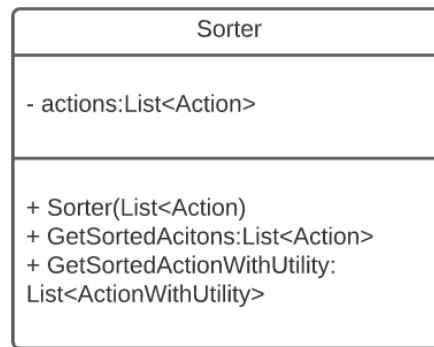 Sorter
- actions:List<Action>
+ Sorter(List<Action)
+ GetSortedAcitons:List<Action>
+ GetSortedActionWithUtility:
List<ActionWithUtility>